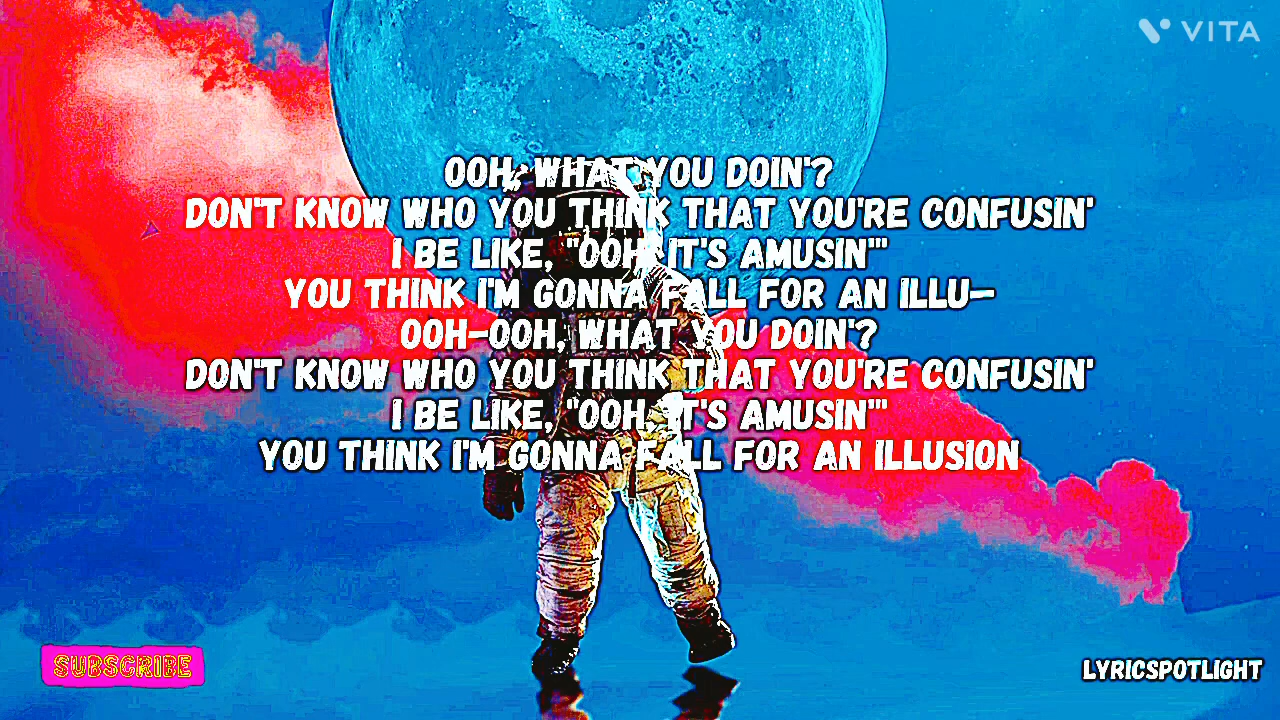 VITA
OOH, WHAT YOU DOIN'?
DON'T KNOW WHO YOU THINK THAT YOU'RE CONFUSIN'
I BE LIKE, "OOH, IT'S AMUSIN'"
YOU THINK I'M GONNA FALL FOR AN ILLU—
OOH-OOH, WHAT YOU DOIN'?
DON'T KNOW WHO YOU THINK THAT YOU'RE CONFUSIN'
I BE LIKE, "OOH, IT'S AMUSIN'"
YOU THINK I'M GONNA FALL FOR AN ILLUSION
SUBSCRIBE
LYRICSPOTLIGHT